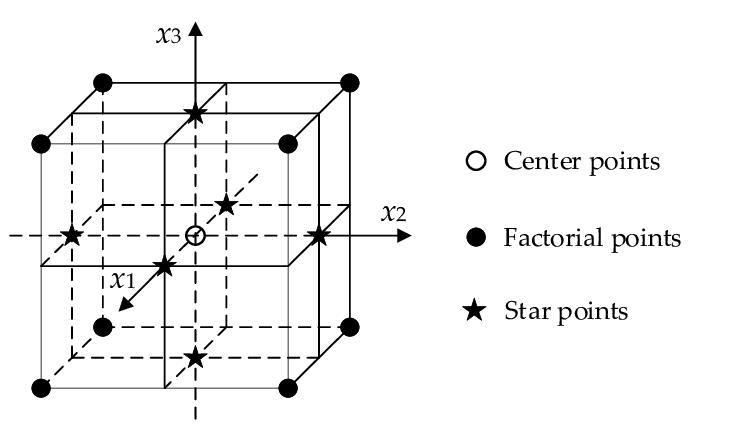 x3
x2
x1
Center points
Factorial points
Star points